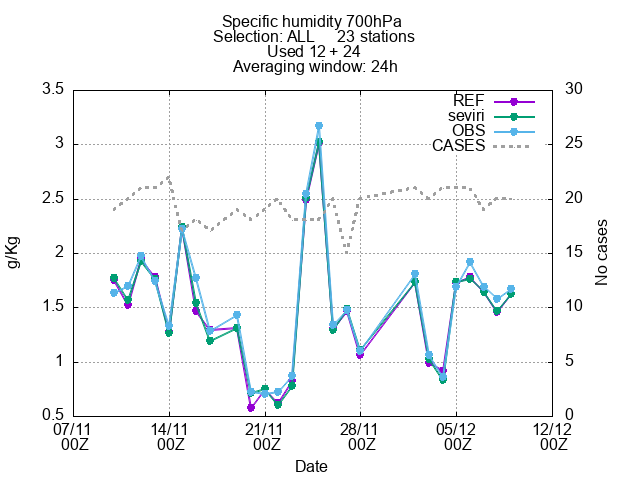 Specific humidity 700hPa
Selection: ALL 23 stations
Used 12 + 24
Averaging window: 24h
3.5 30
REF
seviri
OBS
CASES
3 25
2.5 20
2 15
1.5 10
1 5
0.5 0
g/Kg
No cases
07/11 14/11 21/11 28/11 05/12 12/12
00Z 00Z 00Z 00Z 00Z 00Z
Date